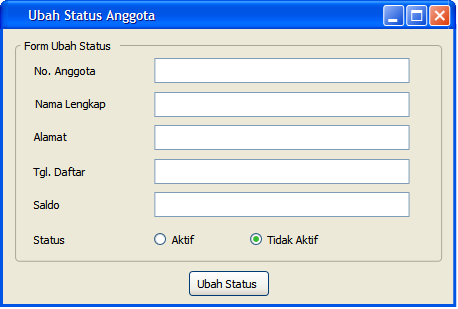 Ubah Status Anggota
Form Ubah Status
No. Anggota
Nama Lengkap
Alamat
Tgl. Daftar
Saldo
Status Aktif Tidak Aktif
Ubah Status